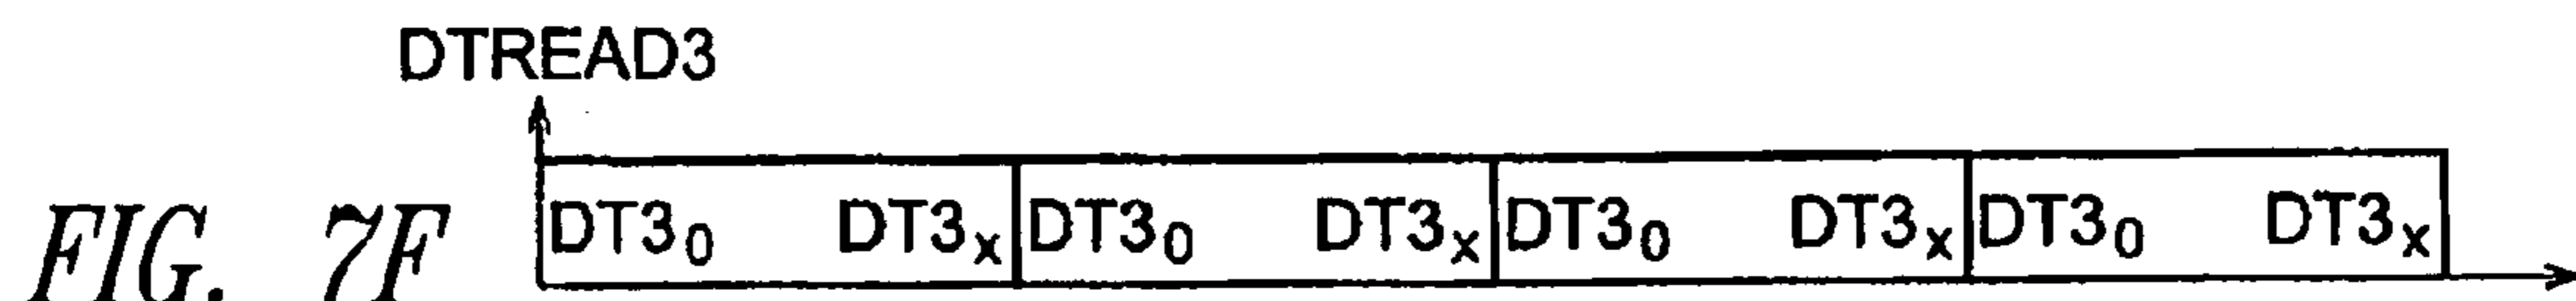 DTREAD3
FIG. 7F DT3₀ DT3ₓ DT3₀ DT3ₓ DT3₀ DT3ₓ DT3₀ DT3ₓ